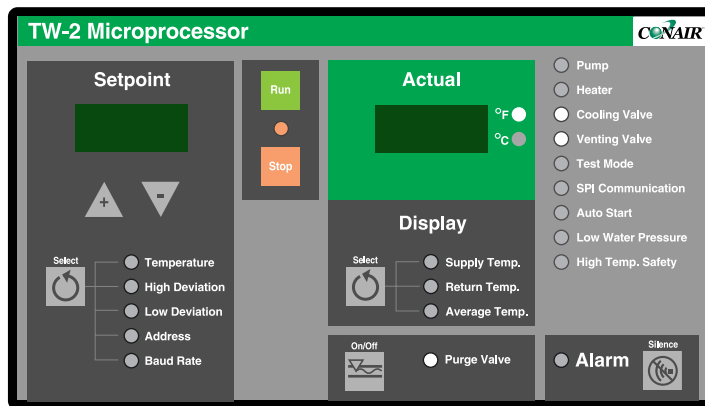 TW-2 Microprocessor
CONAIR
Setpoint
+
-
Select
Temperature
High Deviation
Low Deviation
Address
Baud Rate
Run
Stop
Actual
°F
°C
Display
Select
Supply Temp.
Return Temp.
Average Temp.
On/Off
Purge Valve
Pump
Heater
Cooling Valve
Venting Valve
Test Mode
SPI Communication
Auto Start
Low Water Pressure
High Temp. Safety
Alarm
Silence